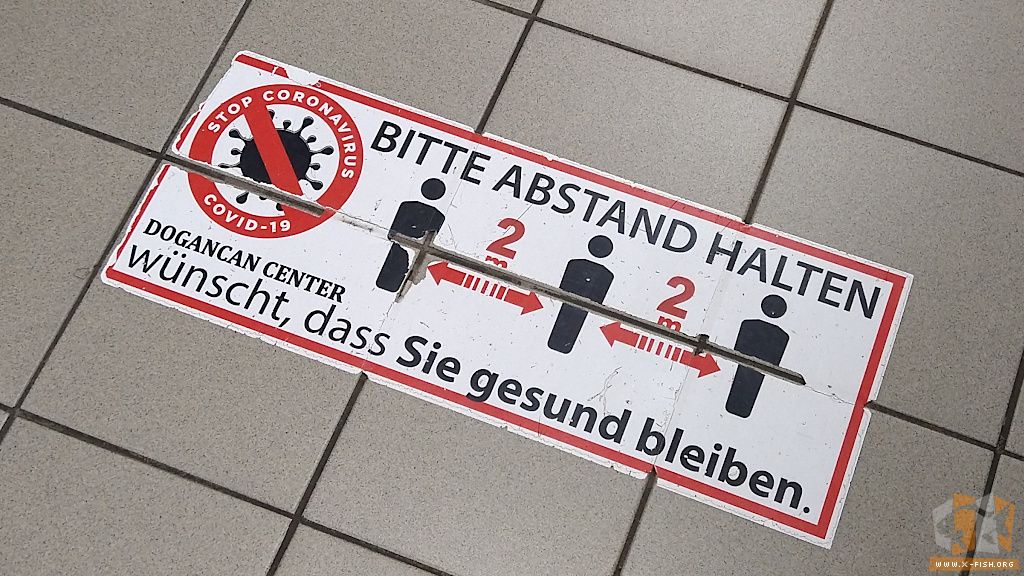 STOP CORONAVIRUS
COVID-19
BITTE ABSTAND HALTEN
2
m
2
m
DOGANCAN CENTER
wünscht, dass Sie gesund bleiben.
WWW.X-FISH.ORG